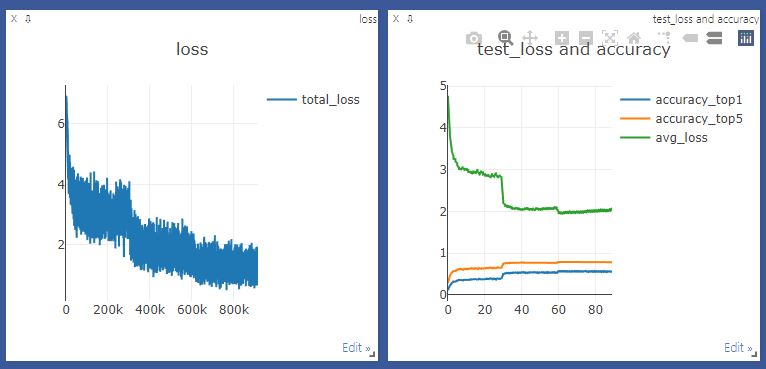 X loss
loss
total_loss
6
4
2
0 200k 400k 600k 800k
Edit »
X test_loss and accuracy
test_loss and accuracy
accuracy_top1
accuracy_top5
avg_loss
5
4
3
2
1
0
0 20 40 60 80
Edit »